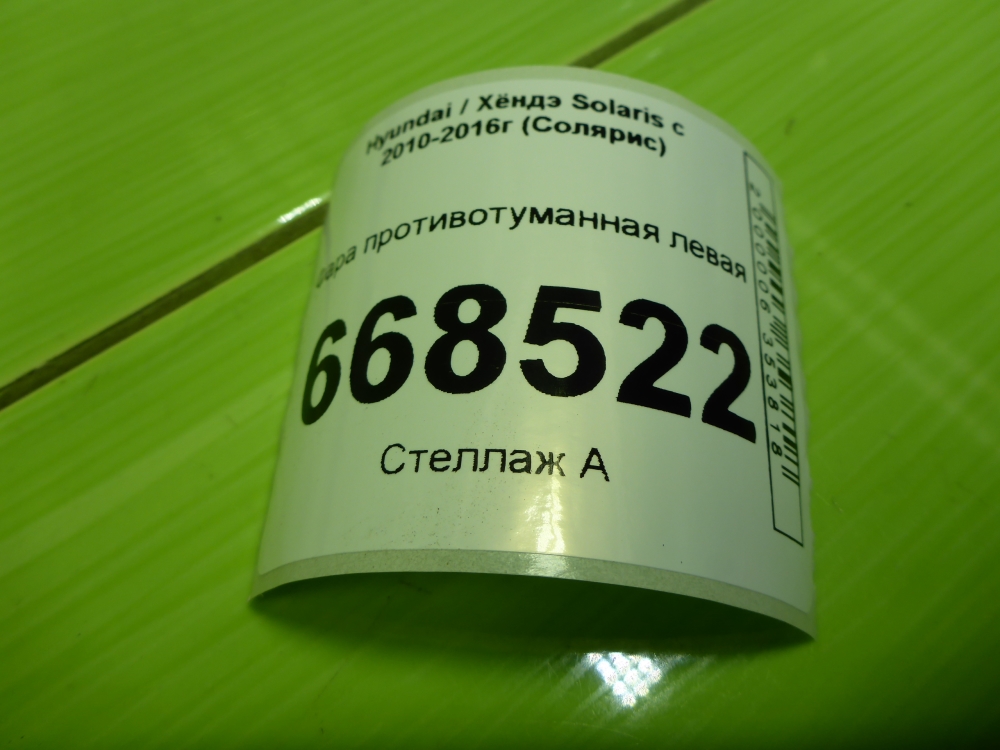 Hyundai / Хёндэ Solaris с
2010-2016г (Солярис)
Фара противотуманная левая
668522
Стеллаж А
2000006353818